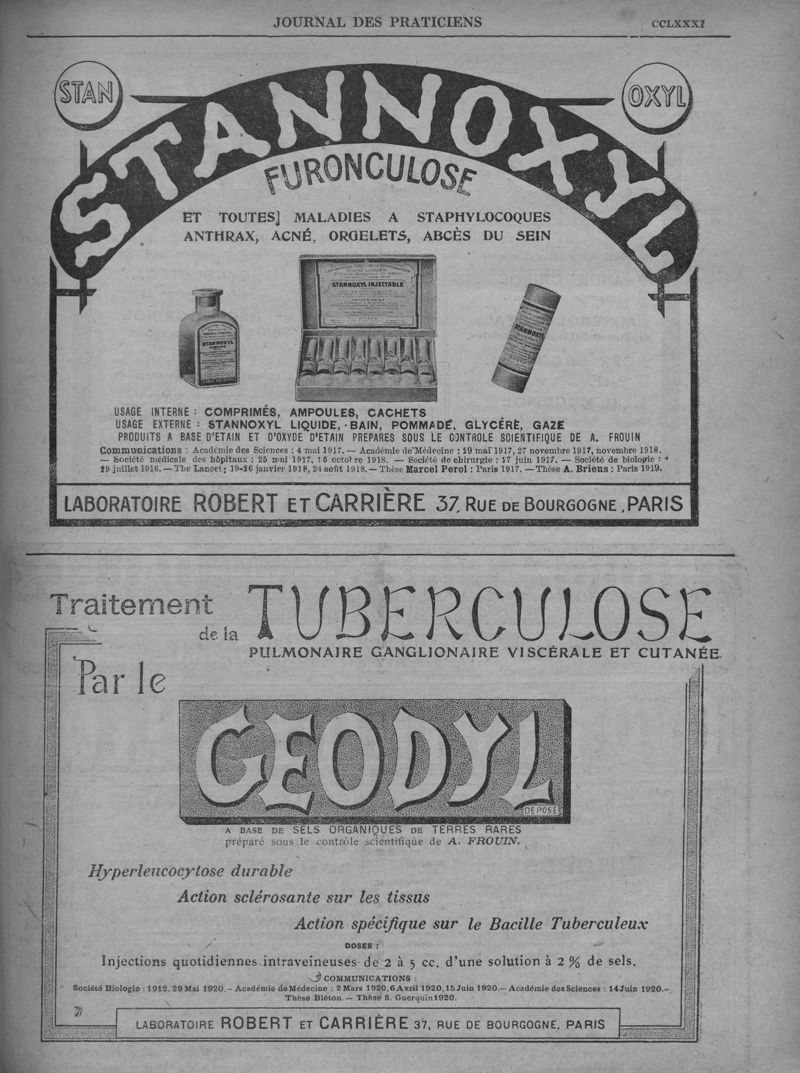 JOURNAL DES PRATICIENS
STAN
OXYL
STANNOXYL
FURONCULOSE
ET TOUTES] MALADIES A STAPHYLOCOQUES
ANTHRAX, ACNÉ, ORGELETS, ABCÈS DU SEIN
STANNOXYL INJECTABLE
STANNOXYL
STANNOXYL
USAGE INTERNE : COMPRIMÉS, AMPOULES, CACHETS
USAGE EXTERNE : STANNOXYL LIQUIDE, - BAIN, POMMADE, GLYCÉRÉ, GAZE
PRODUITS A BASE D'ETAIN ET D'OXYDE D'ETAIN PREPARES SOUS LE CONTROLE SCIENTIFIQUE DE A. FROUIN
Communications : Académie des Sciences : 4 mai 1917. — Académie de Médecine : 29 mai 1917, 27 novembre 1917, novembre 1918.
— Société médicale des hôpitaux : 25 mai 1917, 15 octobre 1918. — Société de chirurgie : 17 juin 1917. — Société de biologie :
29 juillet 1916. — The Lancet : 19-26 janvier 1918, 24 août 1918. — Thèse Marcel Perol : Paris 1917. — Thèse A. Briens : Paris 1919.
LABORATOIRE ROBERT ET CARRIÈRE 37, RUE DE BOURGOGNE, PARIS
Traitement
de la TUBERCULOSE
PULMONAIRE GANGLIONAIRE VISCÉRALE ET CUTANÉE
Par le
GEODYL
DÉPOSÉ
A BASE DE SELS ORGANIQUES DE TERRES RARES
préparé sous le contrôle scientifique de A. FROUIN.
Hyperleucocytose durable
Action sclérosante sur les tissus
Action spécifique sur le Bacille Tuberculeux
DOSES :
Injections quotidiennes intraveineuses de 2 à 5 cc. d'une solution à 2 % de sels.
COMMUNICATIONS :
Société Biologie : 1912, 29 Mai 1920. — Académie de Médecine : 2 Mars 1920, 6 Avril 1920, 15 Juin 1920. — Académie des Sciences : 14 Juin 1920. —
Thèse Bléton. — Thèse S. Guerquin 1920.
LABORATOIRE ROBERT ET CARRIÈRE 37, RUE DE BOURGOGNE, PARIS